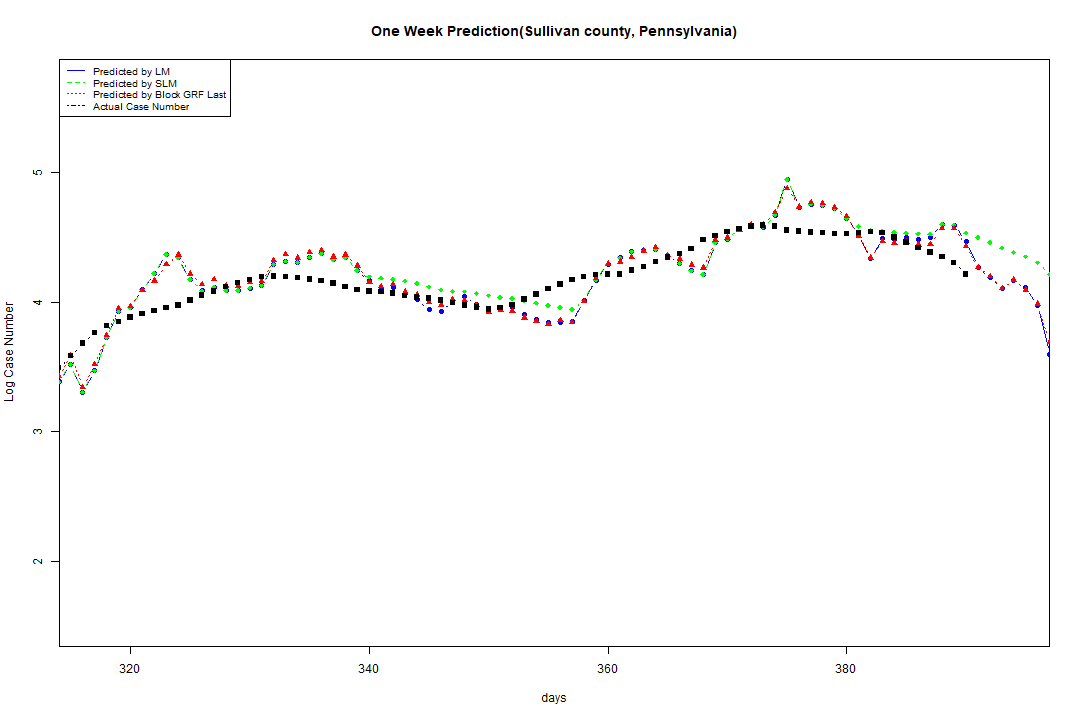 One Week Prediction(Sullivan county, Pennsylvania)
Predicted by LM
Predicted by SLM
Predicted by Block GRF Last
Actual Case Number
5
4
3
2
Log Case Number
320
340
360
380
days